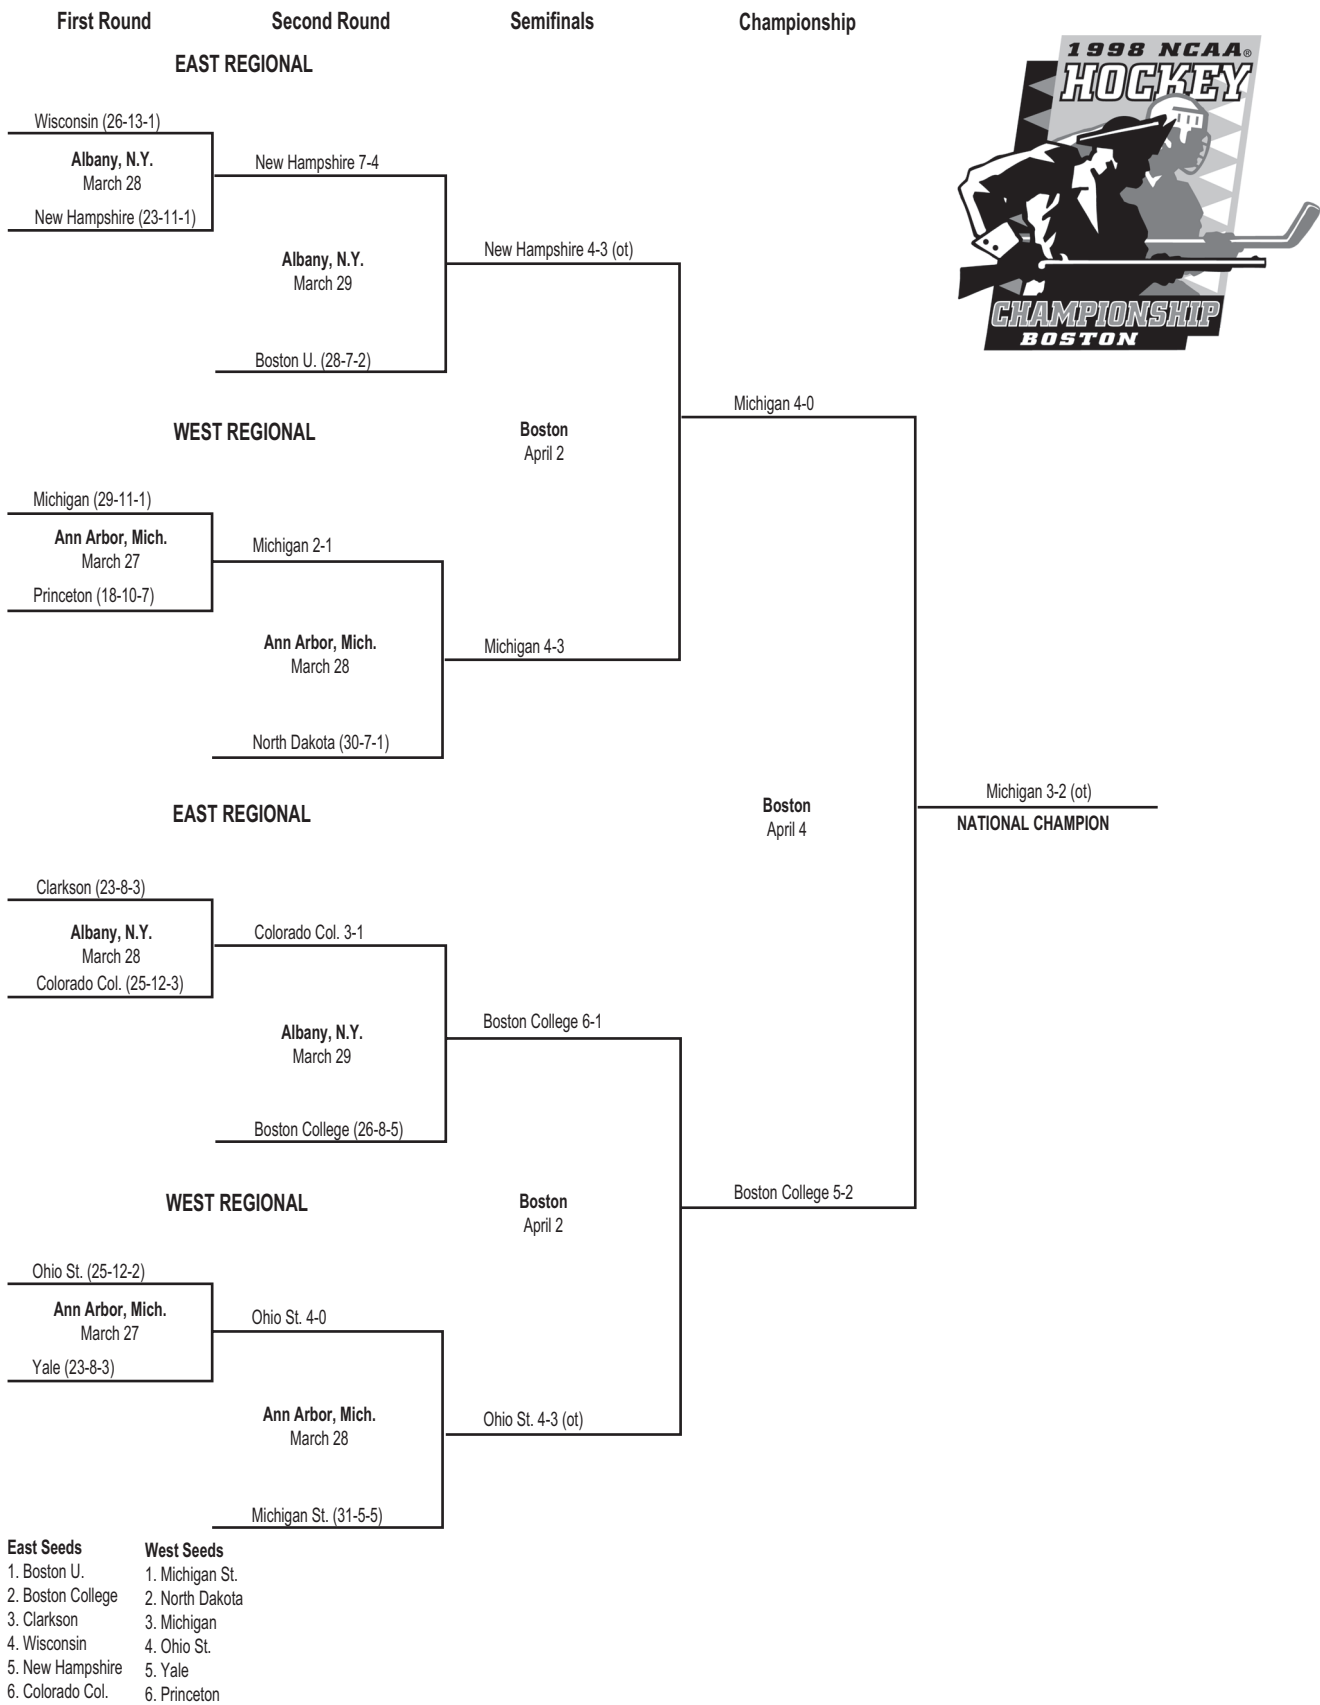 First Round Second Round Semifinals Championship
1998 NCAA®
HOCKEY
CHAMPIONSHIP
BOSTON
EAST REGIONAL
Wisconsin (26-13-1)
Albany, N.Y.
March 28
New Hampshire (23-11-1)
New Hampshire 7-4
Albany, N.Y.
March 29
Boston U. (28-7-2)
New Hampshire 4-3 (ot)
WEST REGIONAL
Boston
April 2
Michigan 4-0
Michigan (29-11-1)
Ann Arbor, Mich.
March 27
Princeton (18-10-7)
Michigan 2-1
Ann Arbor, Mich.
March 28
North Dakota (30-7-1)
Michigan 4-3
Boston
April 4
Michigan 3-2 (ot)
NATIONAL CHAMPION
EAST REGIONAL
Clarkson (23-8-3)
Albany, N.Y.
March 28
Colorado Col. (25-12-3)
Colorado Col. 3-1
Albany, N.Y.
March 29
Boston College (26-8-5)
Boston College 6-1
WEST REGIONAL
Boston
April 2
Boston College 5-2
Ohio St. (25-12-2)
Ann Arbor, Mich.
March 27
Yale (23-8-3)
Ohio St. 4-0
Ann Arbor, Mich.
March 28
Michigan St. (31-5-5)
Ohio St. 4-3 (ot)
East Seeds
1. Boston U.
2. Boston College
3. Clarkson
4. Wisconsin
5. New Hampshire
6. Colorado Col.
West Seeds
1. Michigan St.
2. North Dakota
3. Michigan
4. Ohio St.
5. Yale
6. Princeton